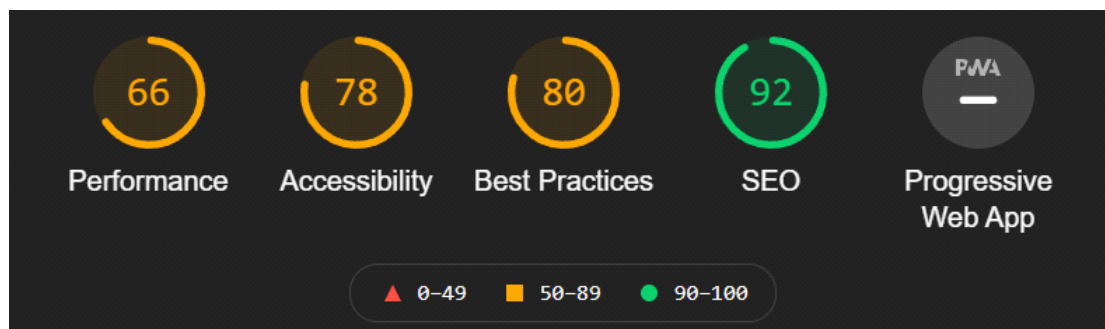 66 78 80 92 PWA
Performance Accessibility Best Practices SEO Progressive
Web App
0–49 50–89 90–100